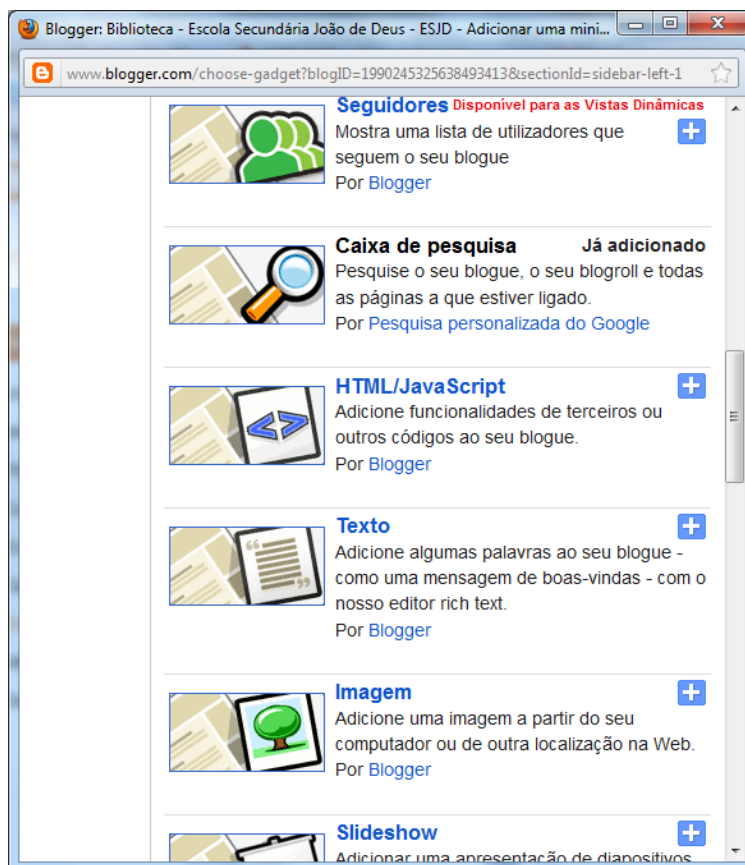 Blogger: Biblioteca - Escola Secundária João de Deus - ESJD - Adicionar uma mini...
www.blogger.com/choose-gadget?blogID=1990245325638493413&sectionId=sidebar-left-1
Seguidores Disponível para as Vistas Dinâmicas
Mostra uma lista de utilizadores que
seguem o seu blogue
Por Blogger
Caixa de pesquisa Já adicionado
Pesquise o seu blogue, o seu blogroll e todas
as páginas a que estiver ligado.
Por Pesquisa personalizada do Google
HTML/JavaScript
Adicione funcionalidades de terceiros ou
outros códigos ao seu blogue.
Por Blogger
Texto
Adicione algumas palavras ao seu blogue -
como uma mensagem de boas-vindas - com o
nosso editor rich text.
Por Blogger
Imagem
Adicione uma imagem a partir do seu
computador ou de outra localização na Web.
Por Blogger
Slideshow
Adicionar uma apresentação de diapositivos